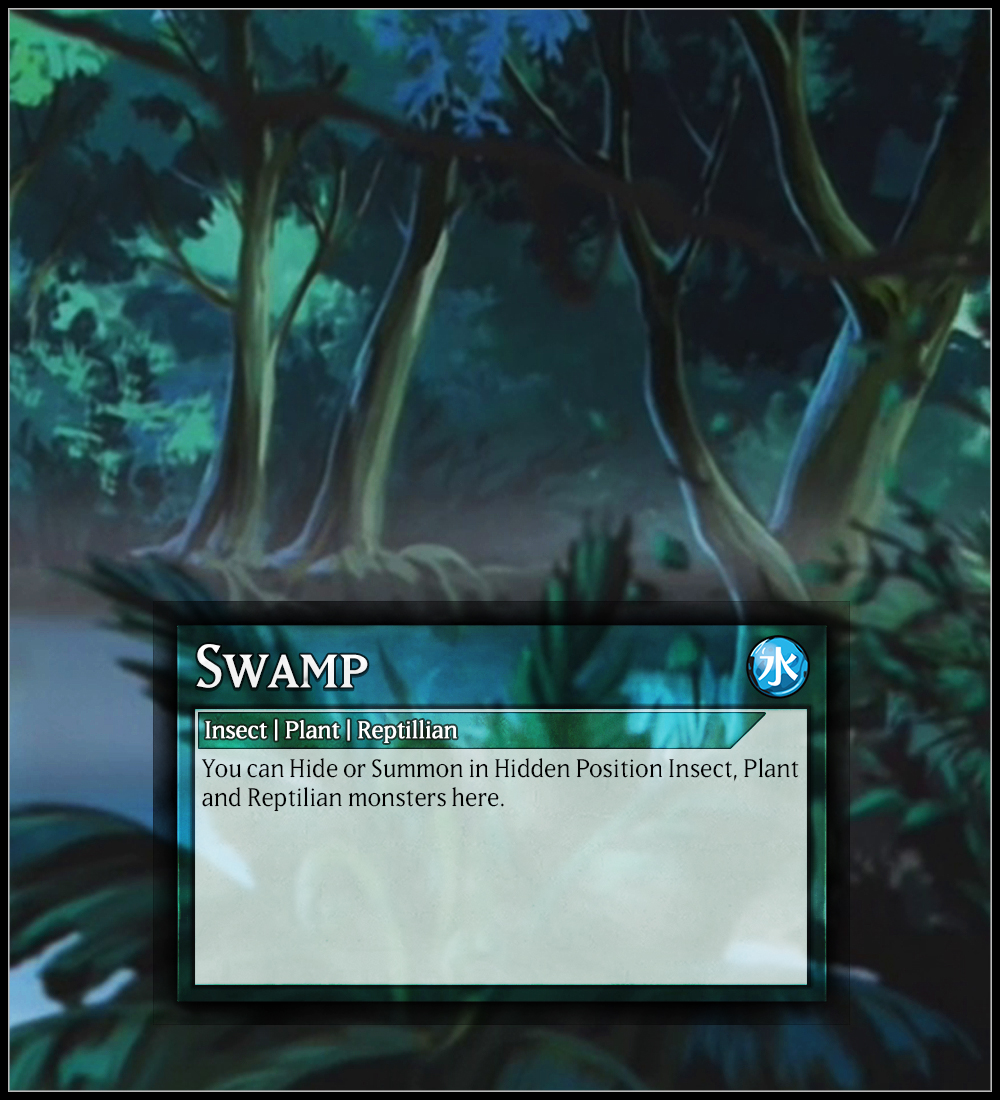 Swamp
水
Insect | Plant | Reptillian
You can Hide or Summon in Hidden Position Insect, Plant
and Reptilian monsters here.